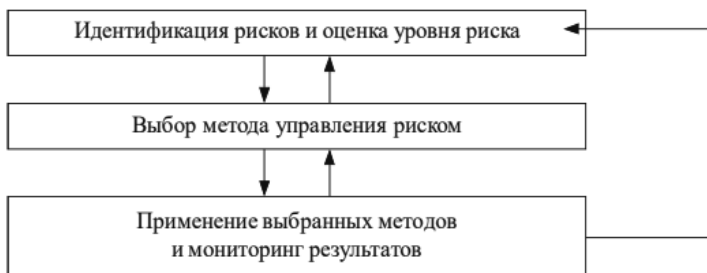 Идентификация рисков и оценка уровня риска
Выбор метода управления риском
Применение выбранных методов
и мониторинг результатов